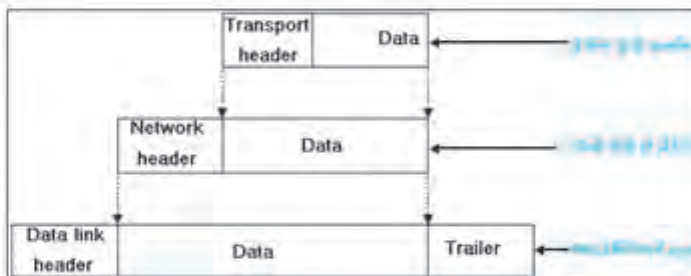 Transport header
Data
Network header
Data
Data link header
Data
Trailer